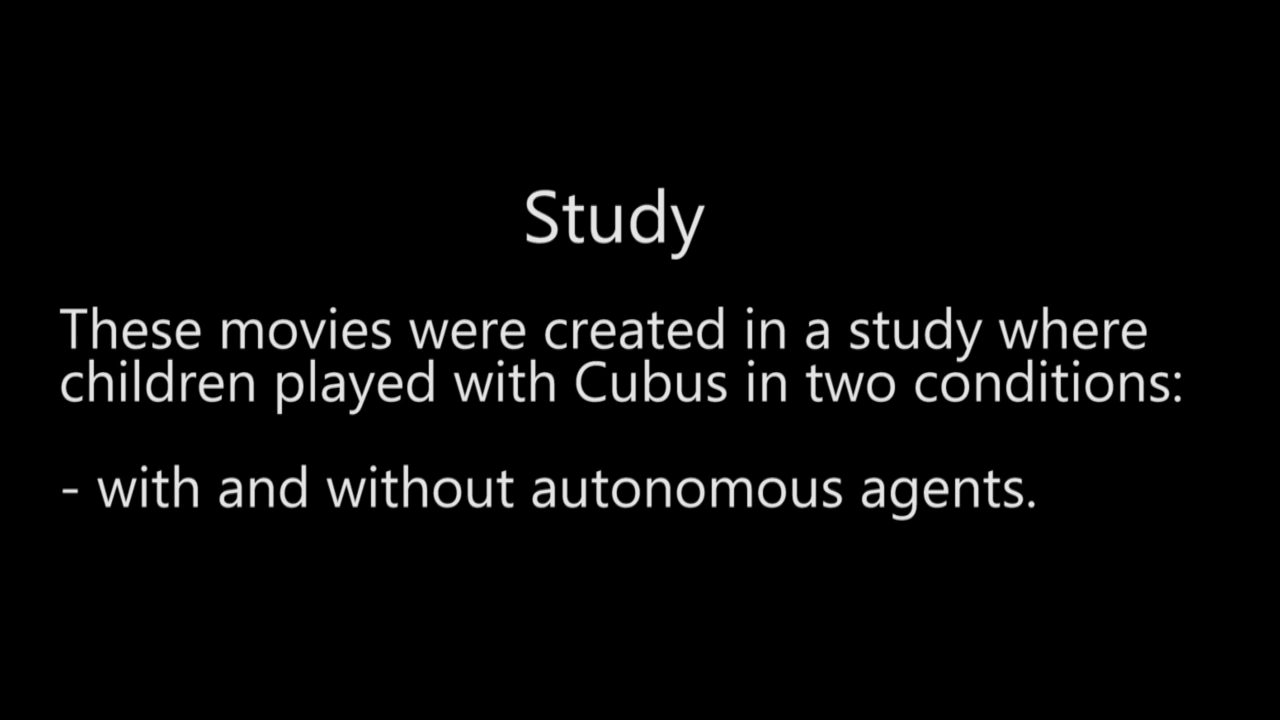 Study
These movies were created in a study where
children played with Cubus in two conditions:
- with and without autonomous agents.